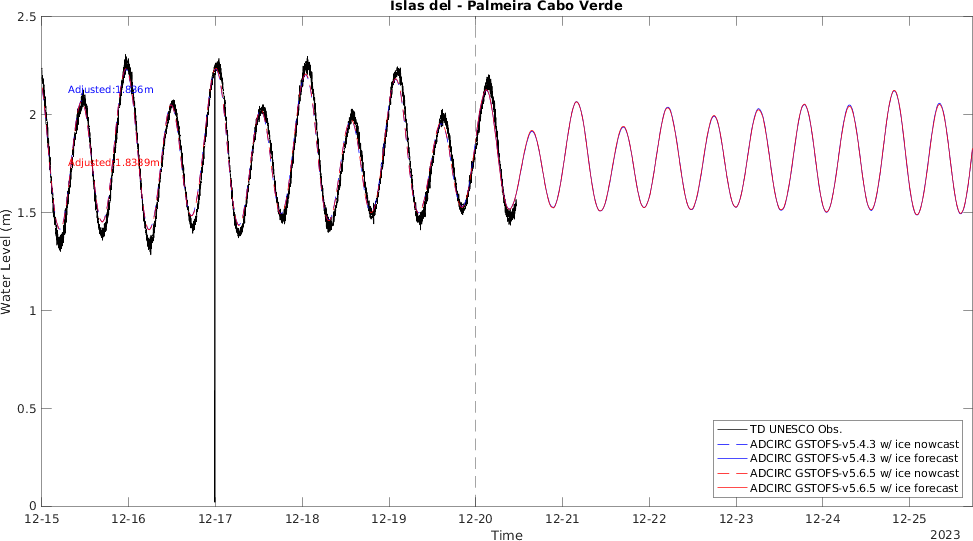 Islas del - Palmeira Cabo Verde
2.5
2
1.5
1
0.5
0
Water Level (m)
Adjusted:1.836m
Adjusted:1.8389m
TD UNESCO Obs.
ADCIRC GSTOFS-v5.4.3 w/ ice nowcast
ADCIRC GSTOFS-v5.4.3 w/ ice forecast
ADCIRC GSTOFS-v5.6.5 w/ ice nowcast
ADCIRC GSTOFS-v5.6.5 w/ ice forecast
12-15 12-16 12-17 12-18 12-19 12-20 12-21 12-22 12-23 12-24 12-25
Time
2023